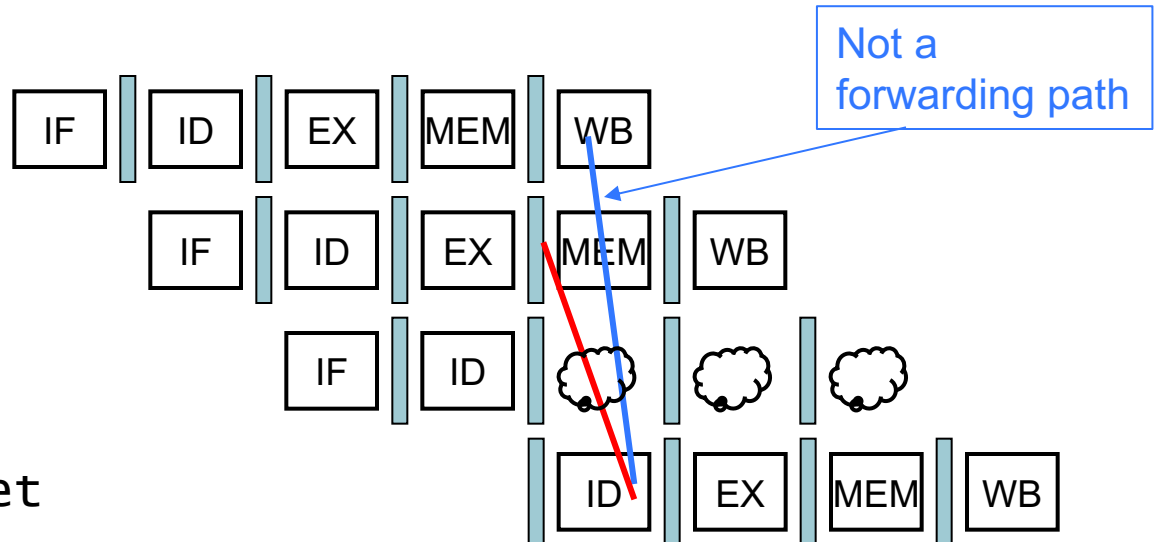 Not a
forwarding path
IF ID EX MEM WB
IF ID EX MEM WB
IF ID
et ID EX MEM WB